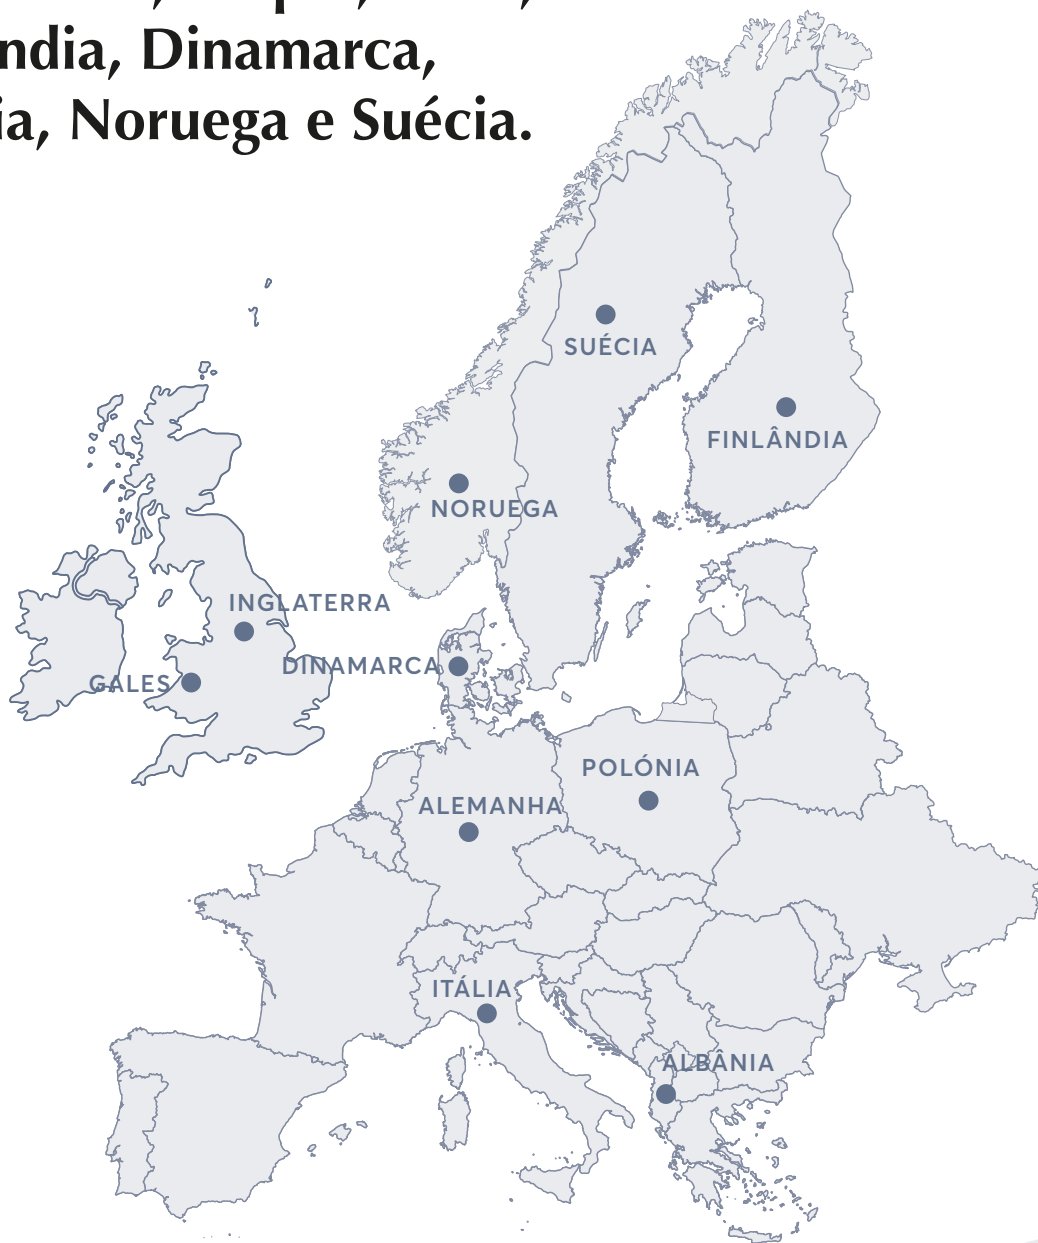 ndia, Dinamarca,
ia, Noruega e Suécia.
SUÉCIA
FINLÂNDIA
NORUEGA
INGLATERRA
DINAMARCA
GALES
POLÓNIA
ALEMANHA
ITÁLIA
ALBÂNIA